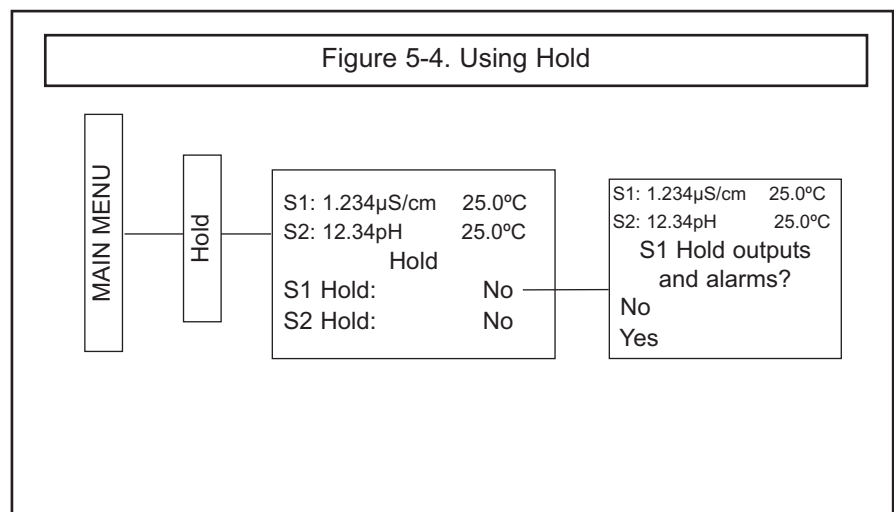 Figure 5-4. Using Hold
MAIN MENU
Hold
S1: 1.234µS/cm 25.0ºC
S2: 12.34pH 25.0ºC
Hold
S1 Hold: No
S2 Hold: No
S1: 1.234µS/cm 25.0ºC
S2: 12.34pH 25.0ºC
S1 Hold outputs
and alarms?
No
Yes